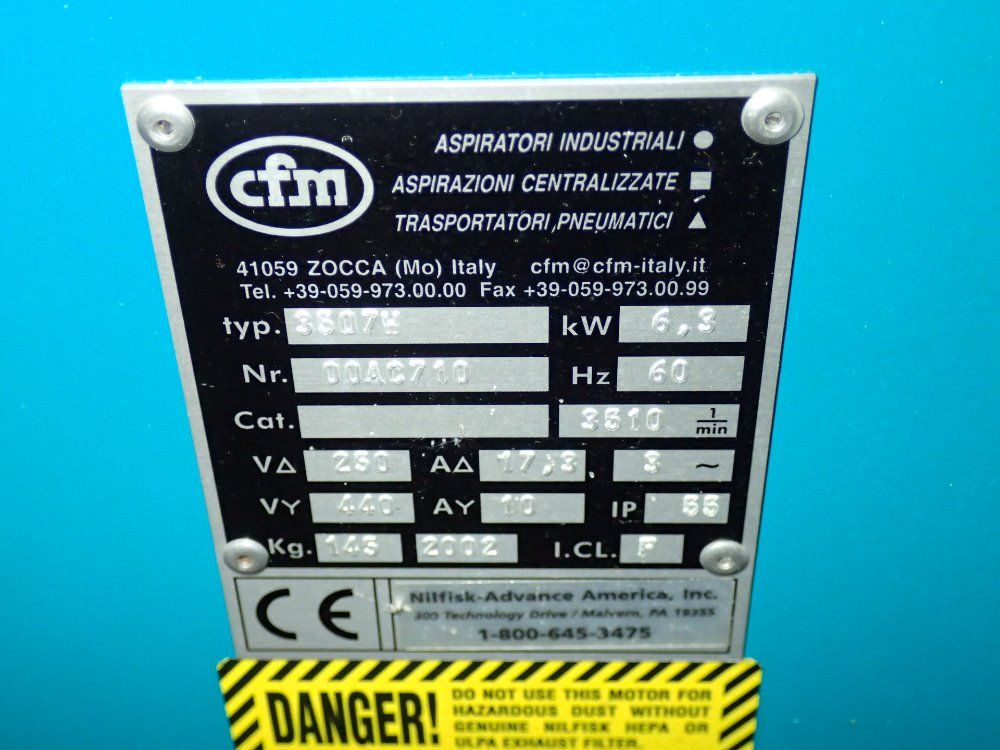 cfm
ASPIRATORI INDUSTRIALI ●
ASPIRAZIONI CENTRALIZZATE ■
TRASPORTATORI PNEUMATICI ▲
41059 ZOCCA (Mo) Italy cfm@cfm-italy.it
Tel. +39-059-973.00.00 Fax +39-059-973.00.99
typ. 3507W kW 6,3
Nr. 00AC710 Hz 60
Cat. 3510 1/min
V△ 250 A△ 17,3 3 ~
VY 440 AY 10 IP 55
Kg. 145 2002 I.CL. F
CE Nilfisk-Advance America, Inc.
300 Technology Drive / Malvern, PA 19355
1-800-645-3475
DANGER! DO NOT USE THIS MOTOR FOR
HAZARDOUS DUST WITHOUT
GENUINE NILFISK HEPA OR
ULPA EXHAUST FILTER.